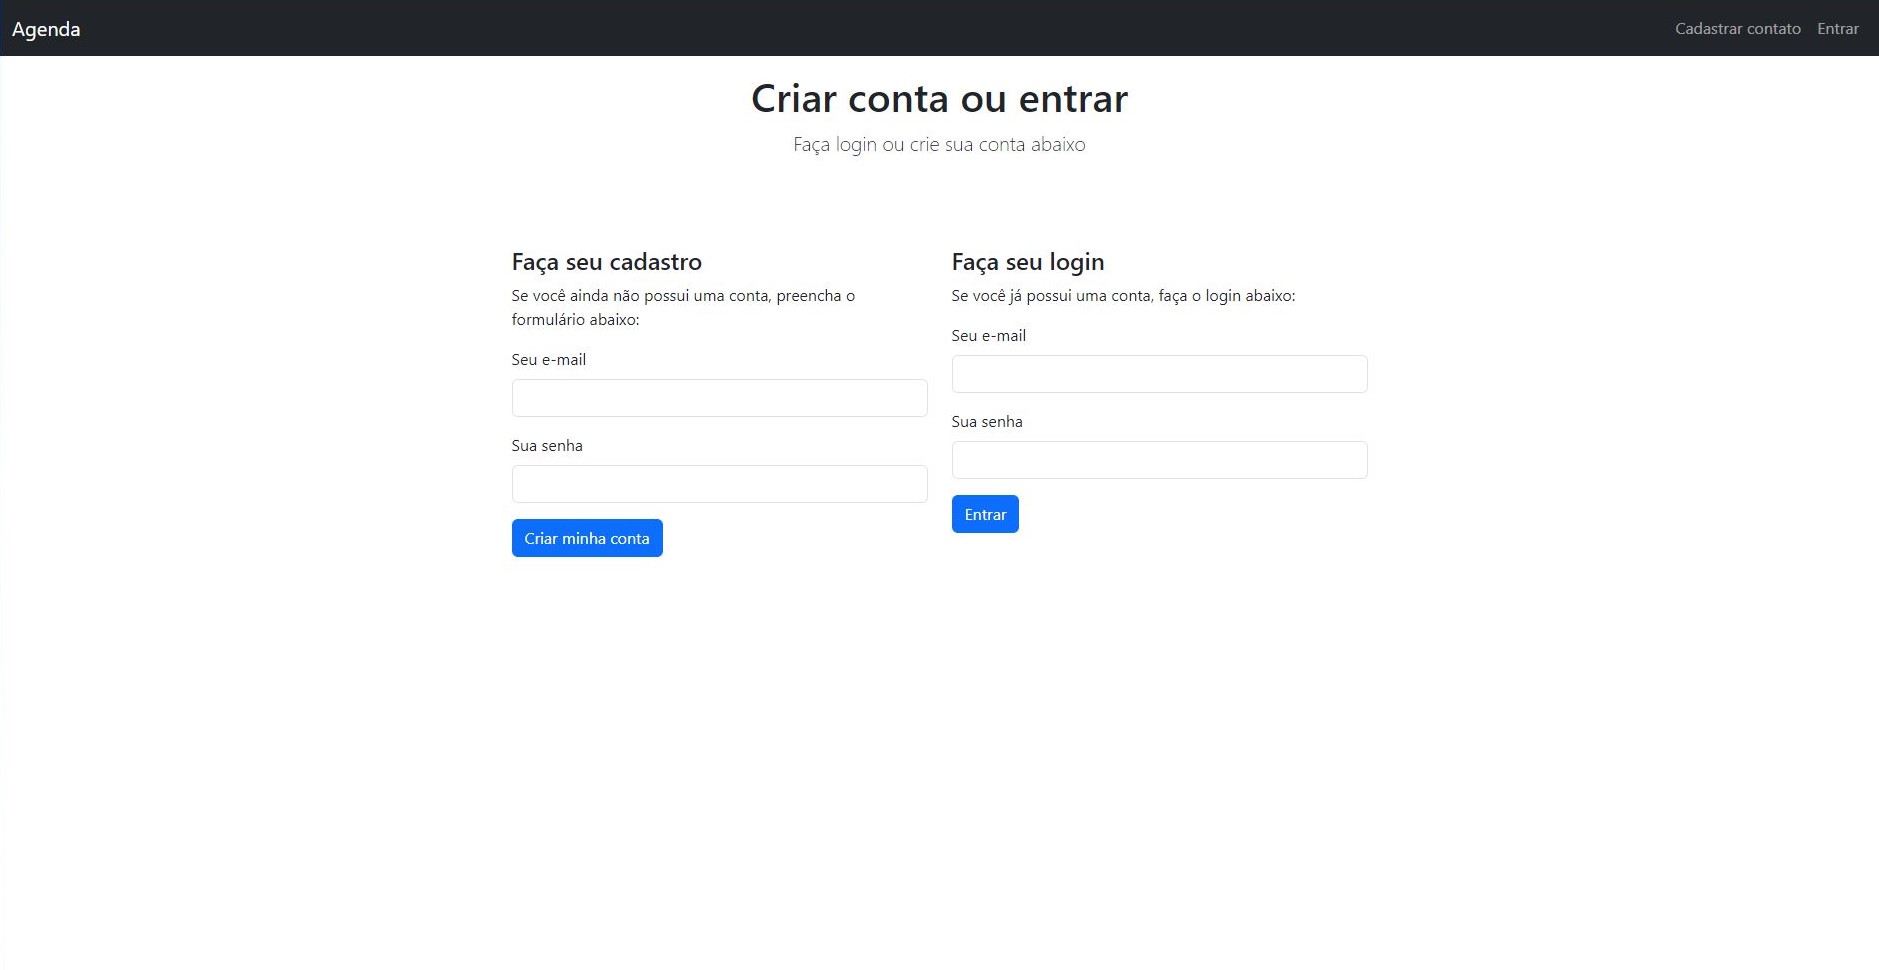 Agenda
Cadastrar contato
Entrar
Criar conta ou entrar
Faça login ou crie sua conta abaixo
Faça seu cadastro
Se você ainda não possui uma conta, preencha o
formulário abaixo:
Seu e-mail
Sua senha
Criar minha conta
Faça seu login
Se você já possui uma conta, faça o login abaixo:
Seu e-mail
Sua senha
Entrar